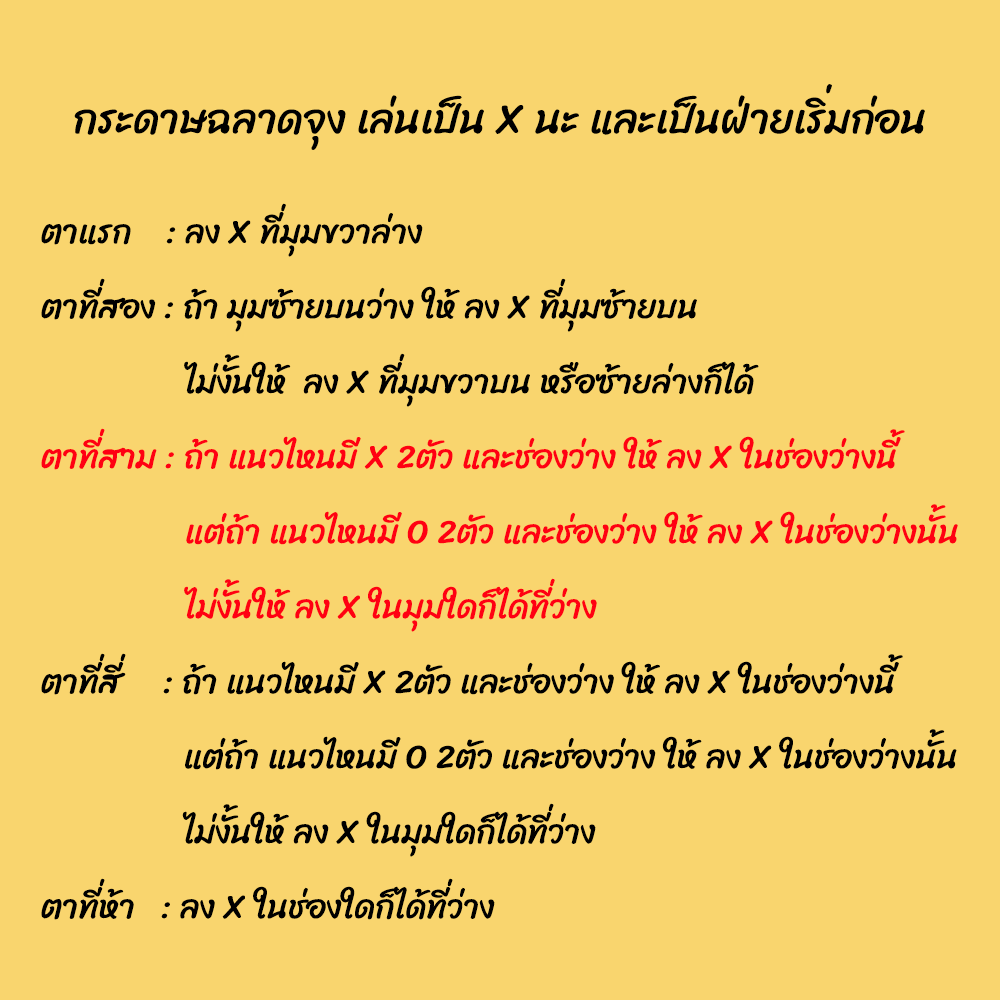 กระดาษฉลาดจุง เล่นเป็น X นะ และเป็นฝ่ายเริ่มก่อน
ตาแรก : ลง X ที่มุมขวาล่าง
ตาที่สอง : ถ้า มุมซ้ายบนว่าง ให้ ลง X ที่มุมซ้ายบน
ไม่งั้นให้ ลง X ที่มุมขวาบน หรือซ้ายล่างก็ได้
ตาที่สาม : ถ้า แนวไหนมี X 2ตัว และช่องว่าง ให้ ลง X ในช่องว่างนี้
แต่ถ้า แนวไหนมี O 2ตัว และช่องว่าง ให้ ลง X ในช่องว่างนั้น
ไม่งั้นให้ ลง X ในมุมใดก็ได้ที่ว่าง
ตาที่สี่ : ถ้า แนวไหนมี X 2ตัว และช่องว่าง ให้ ลง X ในช่องว่างนี้
แต่ถ้า แนวไหนมี O 2ตัว และช่องว่าง ให้ ลง X ในช่องว่างนั้น
ไม่งั้นให้ ลง X ในมุมใดก็ได้ที่ว่าง
ตาที่ห้า : ลง X ในช่องใดก็ได้ที่ว่าง